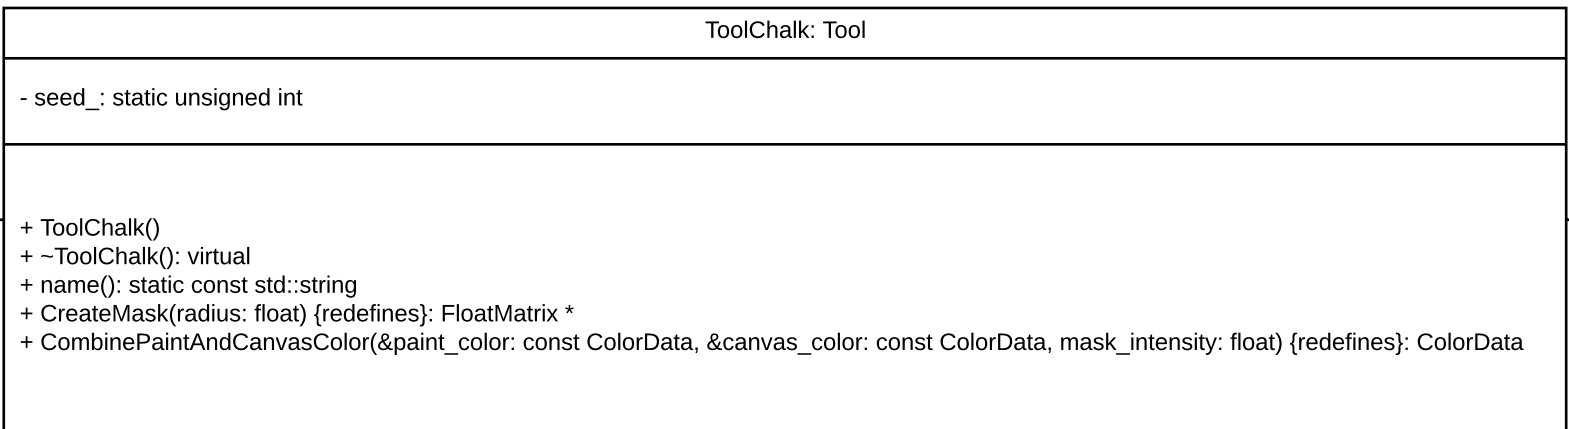 ToolChalk: Tool
- seed_: static unsigned int
+ ToolChalk()
+ ~ToolChalk(): virtual
+ name(): static const std::string
+ CreateMask(radius: float) {redefines}: FloatMatrix *
+ CombinePaintAndCanvasColor(&paint_color: const ColorData, &canvas_color: const ColorData, mask_intensity: float) {redefines}: ColorData